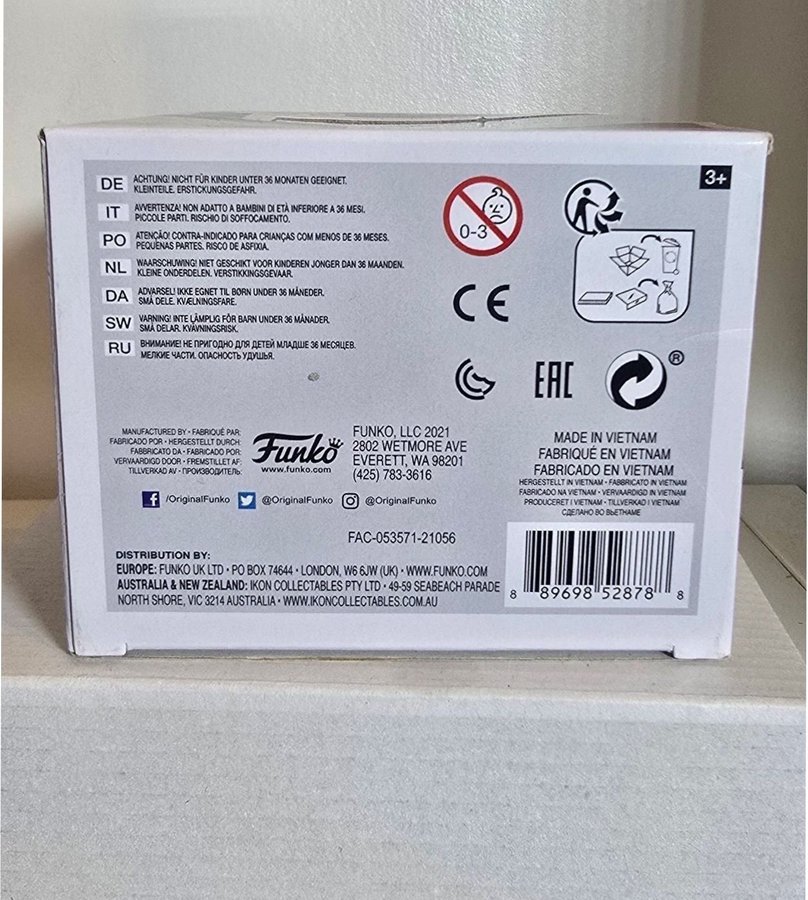 3+
DE ACHTUNG! NICHT FÜR KINDER UNTER 36 MONATEN GEEIGNET.
KLEINTEILE. ERSTICKUNGSGEFAHR.
IT AVVERTENZA! NON ADATTO A BAMBINI DI ETÀ INFERIORE A 36 MESI.
PICCOLE PARTI. RISCHIO DI SOFFOCAMENTO.
PO ATENÇÃO! CONTRA-INDICADO PARA CRIANÇAS COM MENOS DE 36 MESES.
PEQUENAS PARTES. RISCO DE ASFIXIA.
NL WAARSCHUWING! NIET GESCHIKT VOOR KINDEREN JONGER DAN 36 MAANDEN.
KLEINE ONDERDELEN. VERSTIKKINGSGEVAAR.
DA ADVARSEL! IKKE EGNET TIL BØRN UNDER 36 MÅNEDER.
SMÅ DELE. KVÆLNINGSFARE.
SW VARNING! INTE LÄMPLIG FÖR BARN UNDER 36 MÅNADER.
SMÅ DELAR. KVÄVNINGSRISK.
RU ВНИМАНИЕ! НЕ ПРИГОДНО ДЛЯ ДЕТЕЙ МЛАДШЕ 36 МЕСЯЦЕВ.
МЕЛКИЕ ЧАСТИ. ОПАСНОСТЬ УДУШЬЯ.
0-3
CE
EAC
®
MANUFACTURED BY • FABRIQUÉ PAR:
FABRICADO POR • HERGESTELLT DURCH:
FABBRICATO DA • FABRICADO POR:
VERVAARDIGD DOOR • FREMSTILLET AF:
TILLVERKAD AV • ПРОИЗВОДИТЕЛЬ:
Funko
www.funko.com
FUNKO, LLC 2021
2802 WETMORE AVE
EVERETT, WA 98201
(425) 783-3616
MADE IN VIETNAM
FABRIQUÉ EN VIETNAM
FABRICADO EN VIETNAM
HERGESTELLT IN VIETNAM • FABBRICATO IN VIETNAM
FABRICADO NA VIETNAM • VERVAARDIGD IN VIETNAM
PRODUCERET I VIETNAM • TILLVERKAD I VIETNAM
СДЕЛАНО ВО ВЬЕТНАМЕ
f /OriginalFunko @OriginalFunko @OriginalFunko
FAC-053571-21056
DISTRIBUTION BY:
EUROPE: FUNKO UK LTD • PO BOX 74644 • LONDON, W6 6JW (UK) • WWW.FUNKO.COM
AUSTRALIA & NEW ZEALAND: IKON COLLECTABLES PTY LTD • 49-59 SEABEACH PARADE
NORTH SHORE, VIC 3214 AUSTRALIA • WWW.IKONCOLLECTABLES.COM.AU
8 89698 52878 8